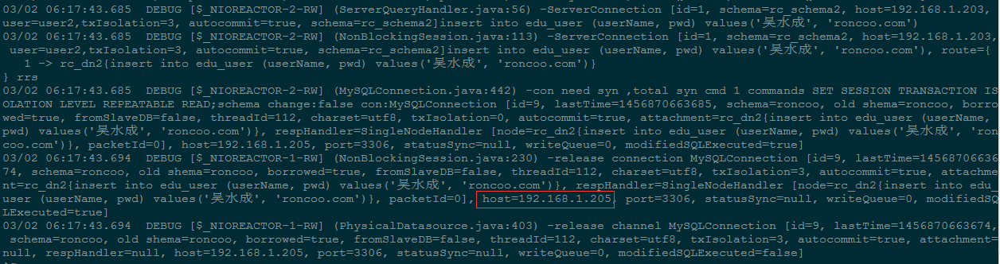 03/02 06:17:43.685  DEBUG [$_NIOREACTOR-2-RW] (ServerQueryHandler.java:56) -ServerConnection [id=1, schema=rc_schema2, host=192.168.1.203,
user=user2,txIsolation=3, autocommit=true, schema=rc_schema2]insert into edu_user (userName, pwd) values('吴水成', 'roncoo.com')
03/02 06:17:43.685  DEBUG [$_NIOREACTOR-2-RW] (NonBlockingSession.java:113) -ServerConnection [id=1, schema=rc_schema2, host=192.168.1.203,
 user=user2,txIsolation=3, autocommit=true, schema=rc_schema2]insert into edu_user (userName, pwd) values('吴水成', 'roncoo.com'), route={
   1 -> rc_dn2{insert into edu_user (userName, pwd) values('吴水成', 'roncoo.com')}
} rrs
03/02 06:17:43.685  DEBUG [$_NIOREACTOR-2-RW] (MySQLConnection.java:442) -con need syn ,total syn cmd 1 commands SET SESSION TRANSACTION IS
OLATION LEVEL REPEATABLE READ;schema change:false con:MySQLConnection [id=9, lastTime=1456870663685, schema=roncoo, old shema=roncoo, borro
wed=true, fromSlaveDB=false, threadId=112, charset=utf8, txIsolation=0, autocommit=true, attachment=rc_dn2{insert into edu_user (userName,
pwd) values('吴水成', 'roncoo.com')}, respHandler=SingleNodeHandler [node=rc_dn2{insert into edu_user (userName, pwd) values('吴水成', 'ron
coo.com')}, packetId=0], host=192.168.1.205, port=3306, statusSync=null, writeQueue=0, modifiedSQLExecuted=true]
03/02 06:17:43.694  DEBUG [$_NIOREACTOR-1-RW] (NonBlockingSession.java:230) -release connection MySQLConnection [id=9, lastTime=14568706636
74, schema=roncoo, old shema=roncoo, borrowed=true, fromSlaveDB=false, threadId=112, charset=utf8, txIsolation=3, autocommit=true, attachme
nt=rc_dn2{insert into edu_user (userName, pwd) values('吴水成', 'roncoo.com')}, respHandler=SingleNodeHandler [node=rc_dn2{insert into edu_
user (userName, pwd) values('吴水成', 'roncoo.com')}, packetId=0], host=192.168.1.205, port=3306, statusSync=null, writeQueue=0, modifiedSQ
LExecuted=true]
03/02 06:17:43.694  DEBUG [$_NIOREACTOR-1-RW] (PhysicalDatasource.java:403) -release channel MySQLConnection [id=9, lastTime=1456870663674,
 schema=roncoo, old shema=roncoo, borrowed=true, fromSlaveDB=false, threadId=112, charset=utf8, txIsolation=3, autocommit=true, attachment=
null, respHandler=null, host=192.168.1.205, port=3306, statusSync=null, writeQueue=0, modifiedSQLExecuted=false]